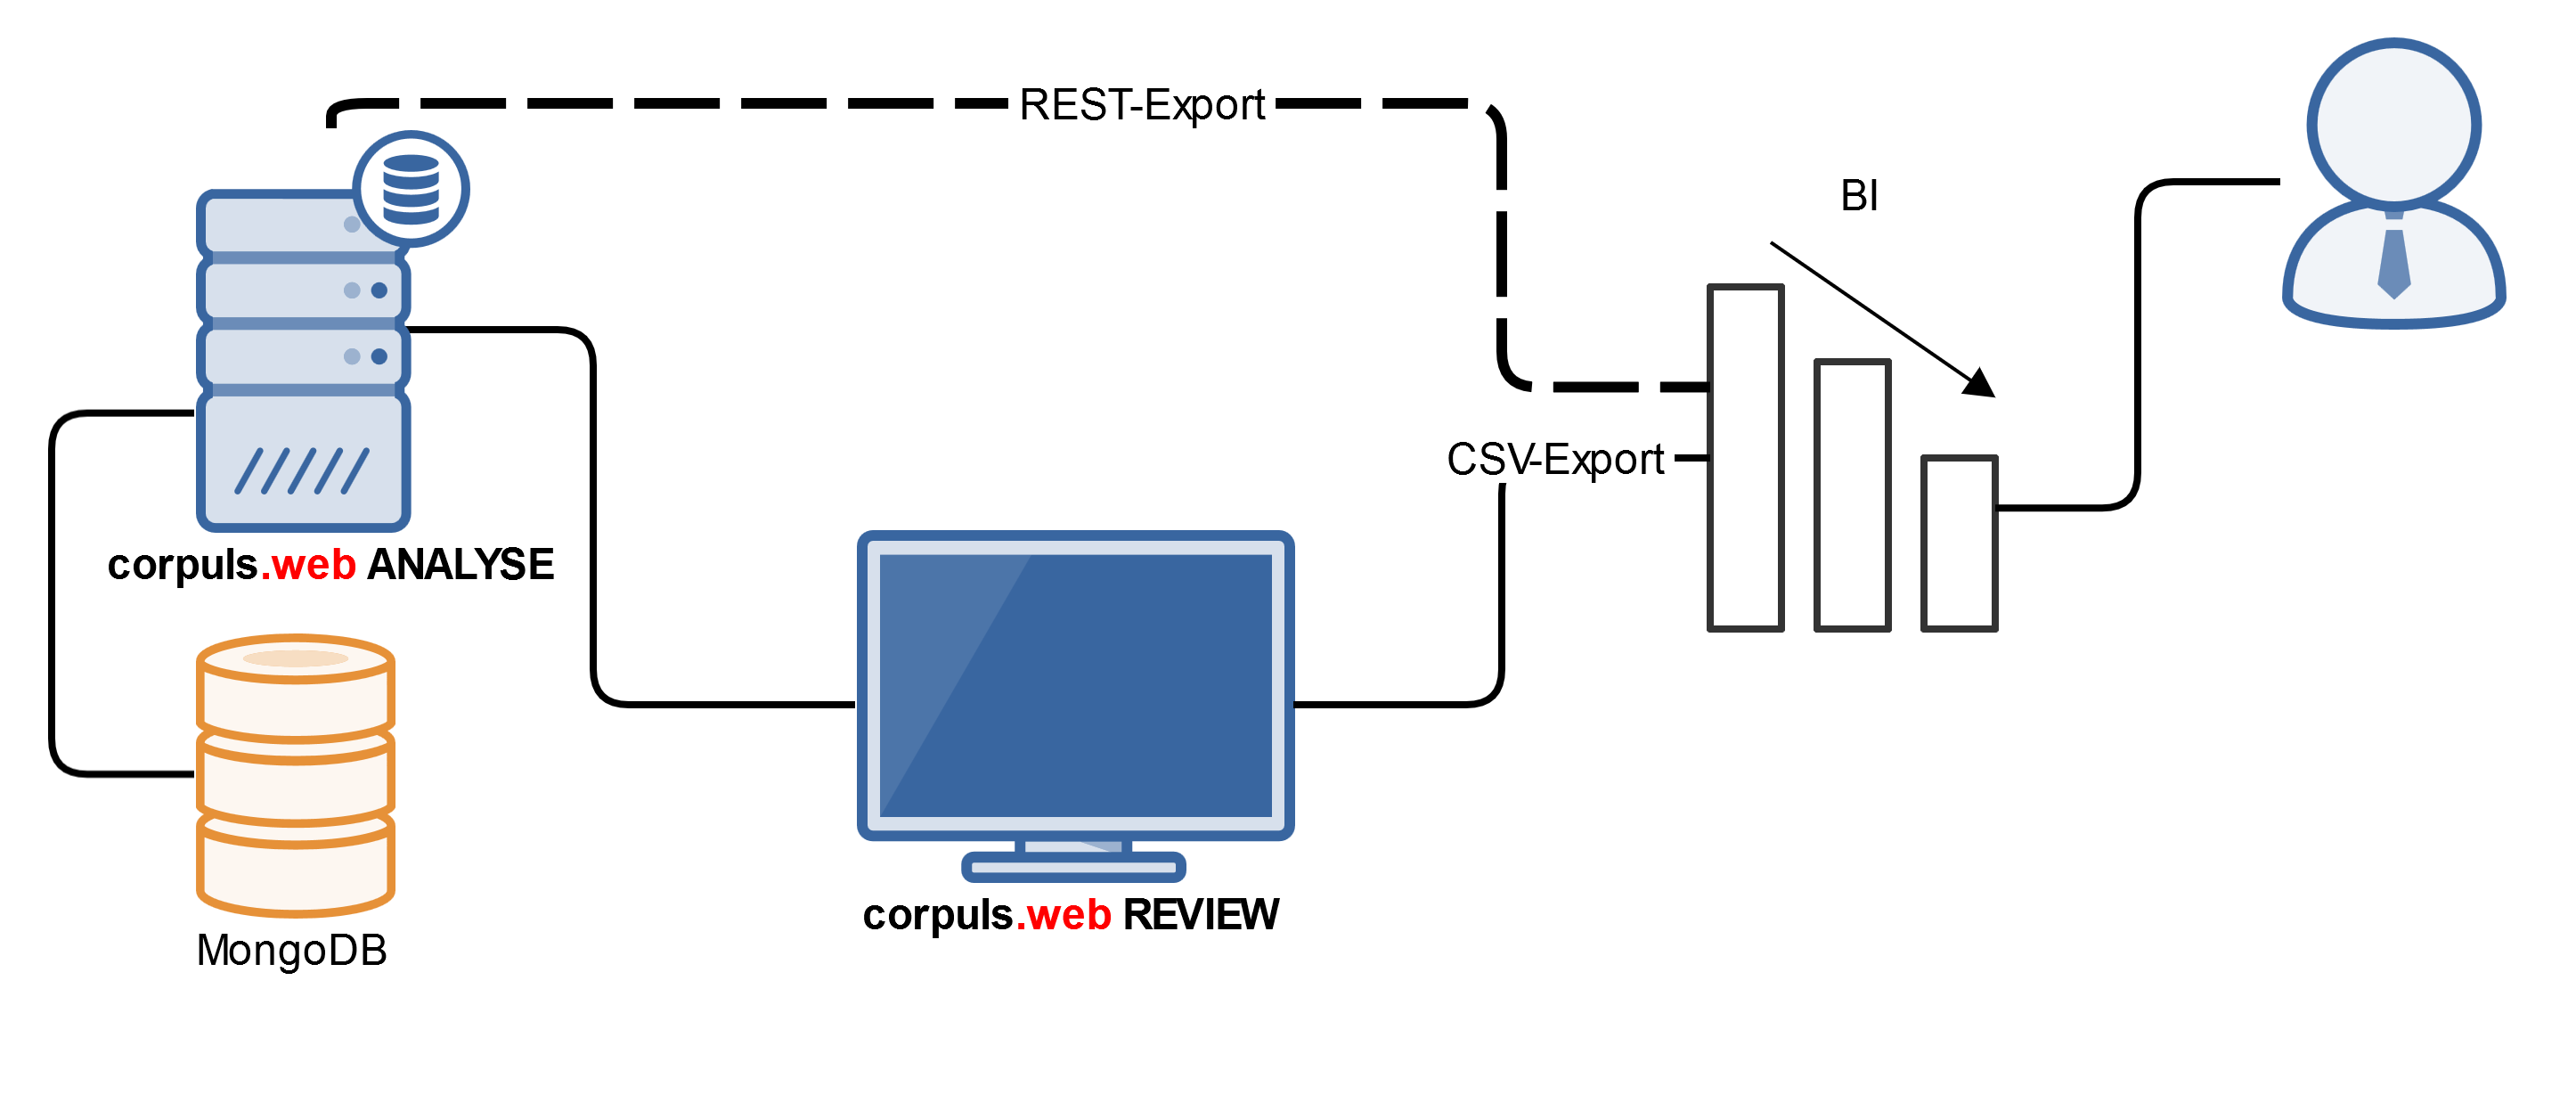 REST-Export
BI
CSV-Export
corpuls.web ANALYSE
corpuls.web REVIEW
MongoDB